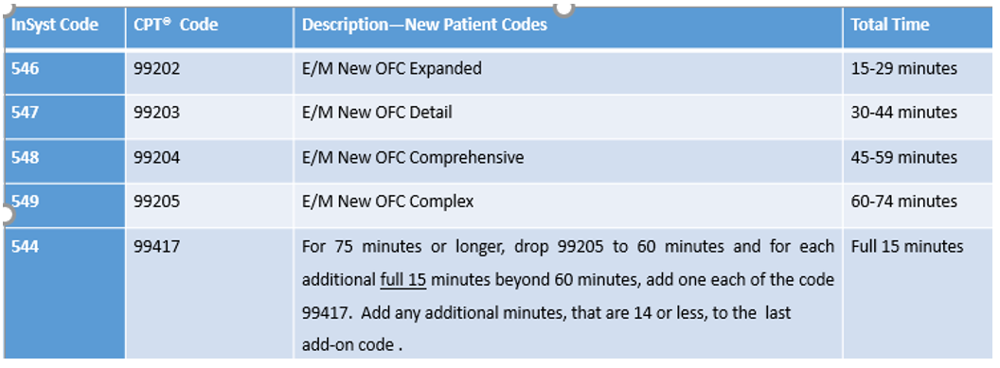 InSyst Code CPT® Code Description—New Patient Codes Total Time
546 99202 E/M New OFC Expanded 15-29 minutes
547 99203 E/M New OFC Detail 30-44 minutes
548 99204 E/M New OFC Comprehensive 45-59 minutes
549 99205 E/M New OFC Complex 60-74 minutes
544 99417 For 75 minutes or longer, drop 99205 to 60 minutes and for each Full 15 minutes
additional full 15 minutes beyond 60 minutes, add one each of the code
99417. Add any additional minutes, that are 14 or less, to the last
add-on code .